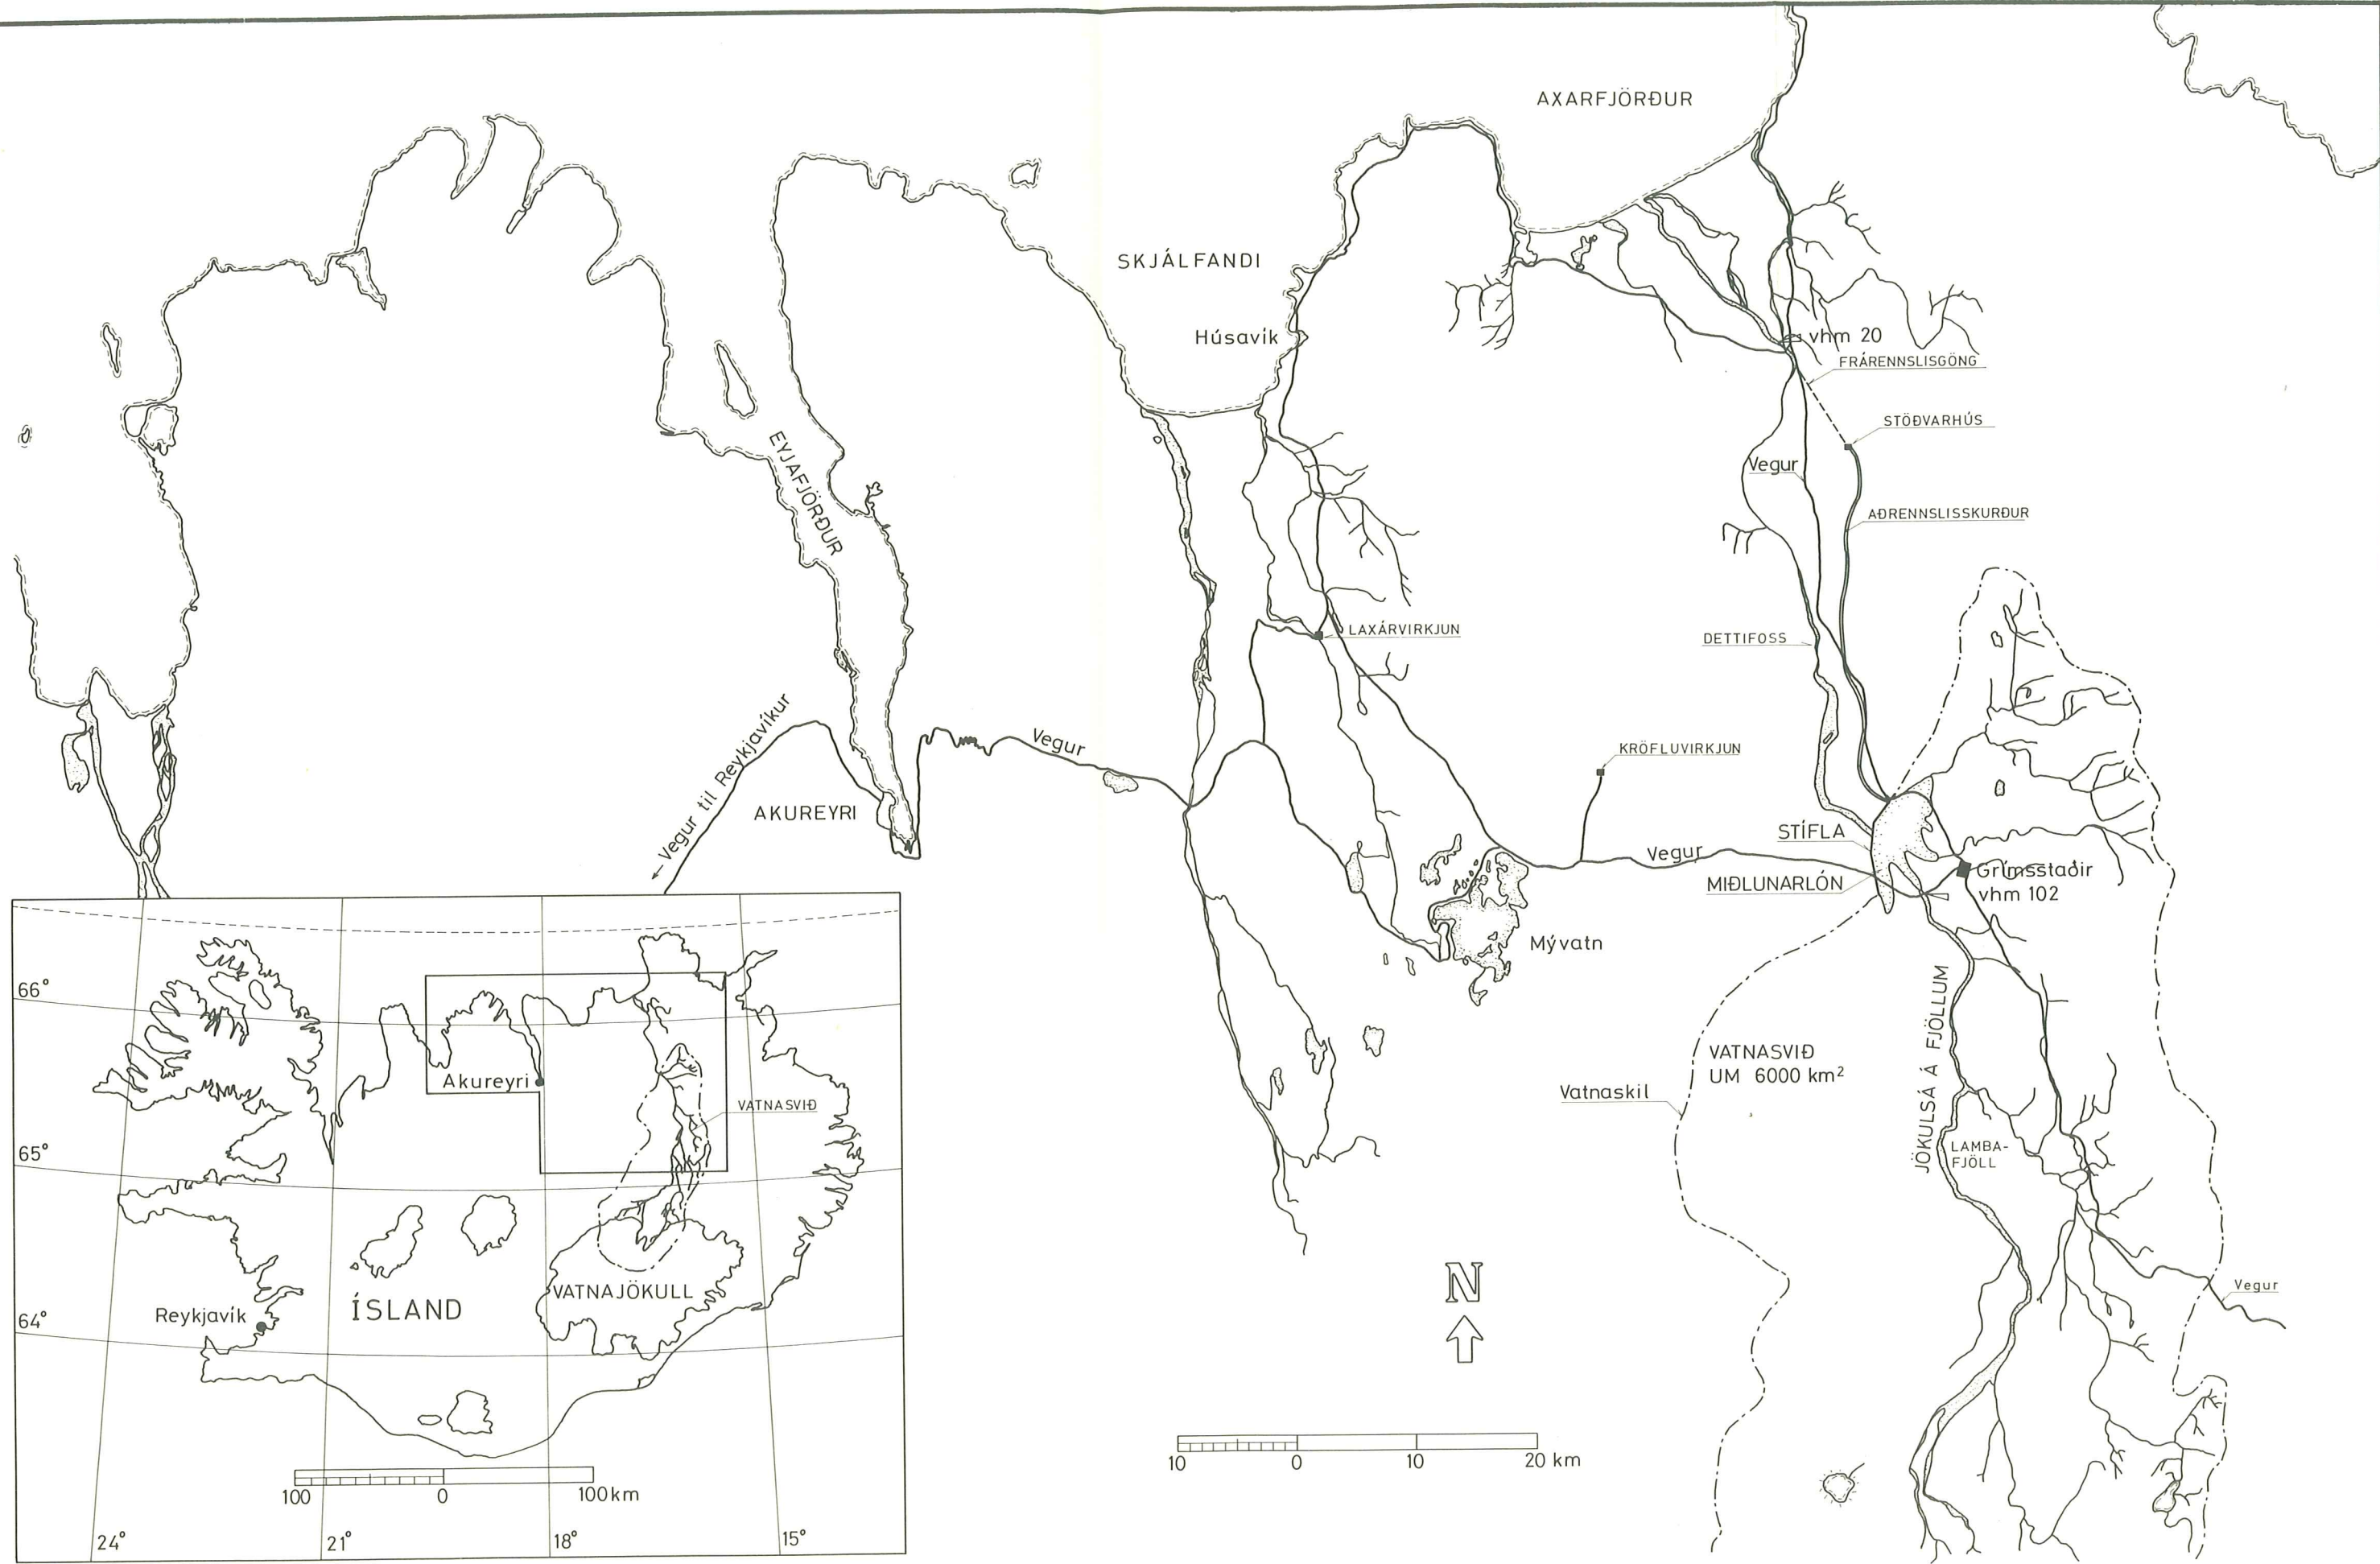 AXARFJÖRÐUR
SKJÁLFANDI
Húsavík
vhm 20
FRÁRENNSLISGÖNG
STÖÐVARHÚS
EYJAFJÖRÐUR
Vegur
AÐRENNSLISSKURÐUR
LAXÁRVIRKJUN
DETTIFOSS
← Vegur til Reykjavíkur
Vegur
KRÖFLUVIRKJUN
AKUREYRI
STÍFLA
Vegur
MIÐLUNARLÓN
Grímsstaðir
vhm 102
Mývatn
JÖKULSÁ Á FJÖLLUM
VATNASVIÐ
UM 6000 km²
Vatnaskil
LAMBA-
FJÖLL
Vegur
N
10 0 10 20 km
66°
Akureyri
VATNASVIÐ
65°
VATNAJÖKULL
ÍSLAND
Reykjavík
64°
100 0 100 km
24° 21° 18° 15°